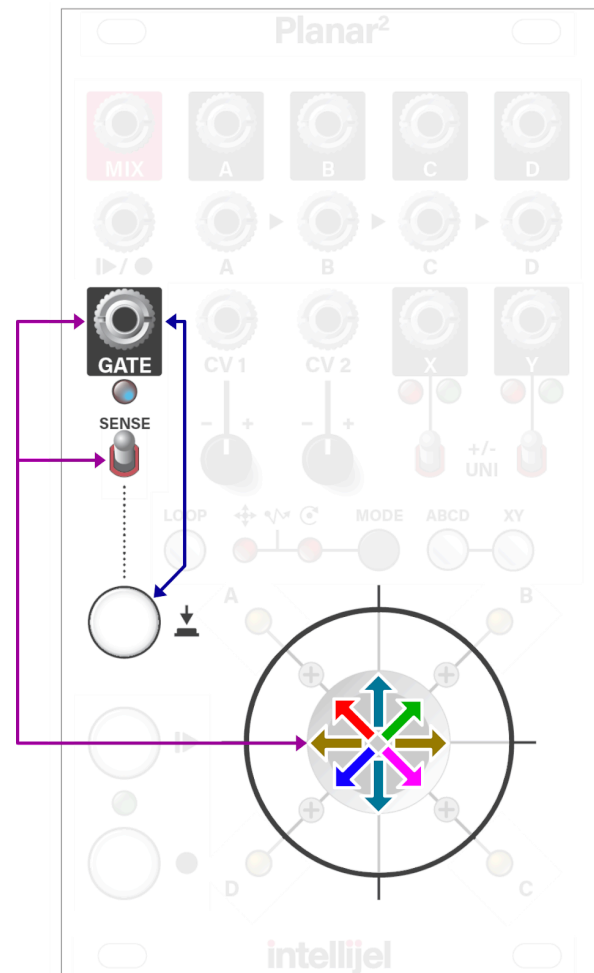 Planar²
MIX A B C D
A B C D
GATE CV 1 CV 2 X Y
- + - +
SENSE
+/-
UNI
LOOP MODE ABCD XY
A B
D C
intellijel